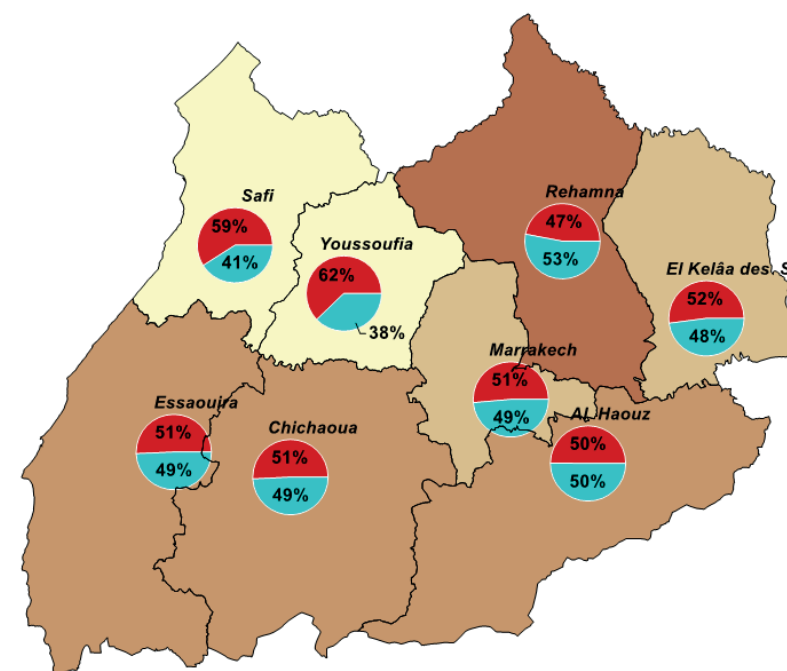 Safi
59%
41%
Youssoufia
62%
38%
Rehamna
47%
53%
El Kelâa des S
52%
48%
Marrakech
51%
49%
Essaouira
51%
49%
Chichaoua
51%
49%
AL Haouz
50%
50%